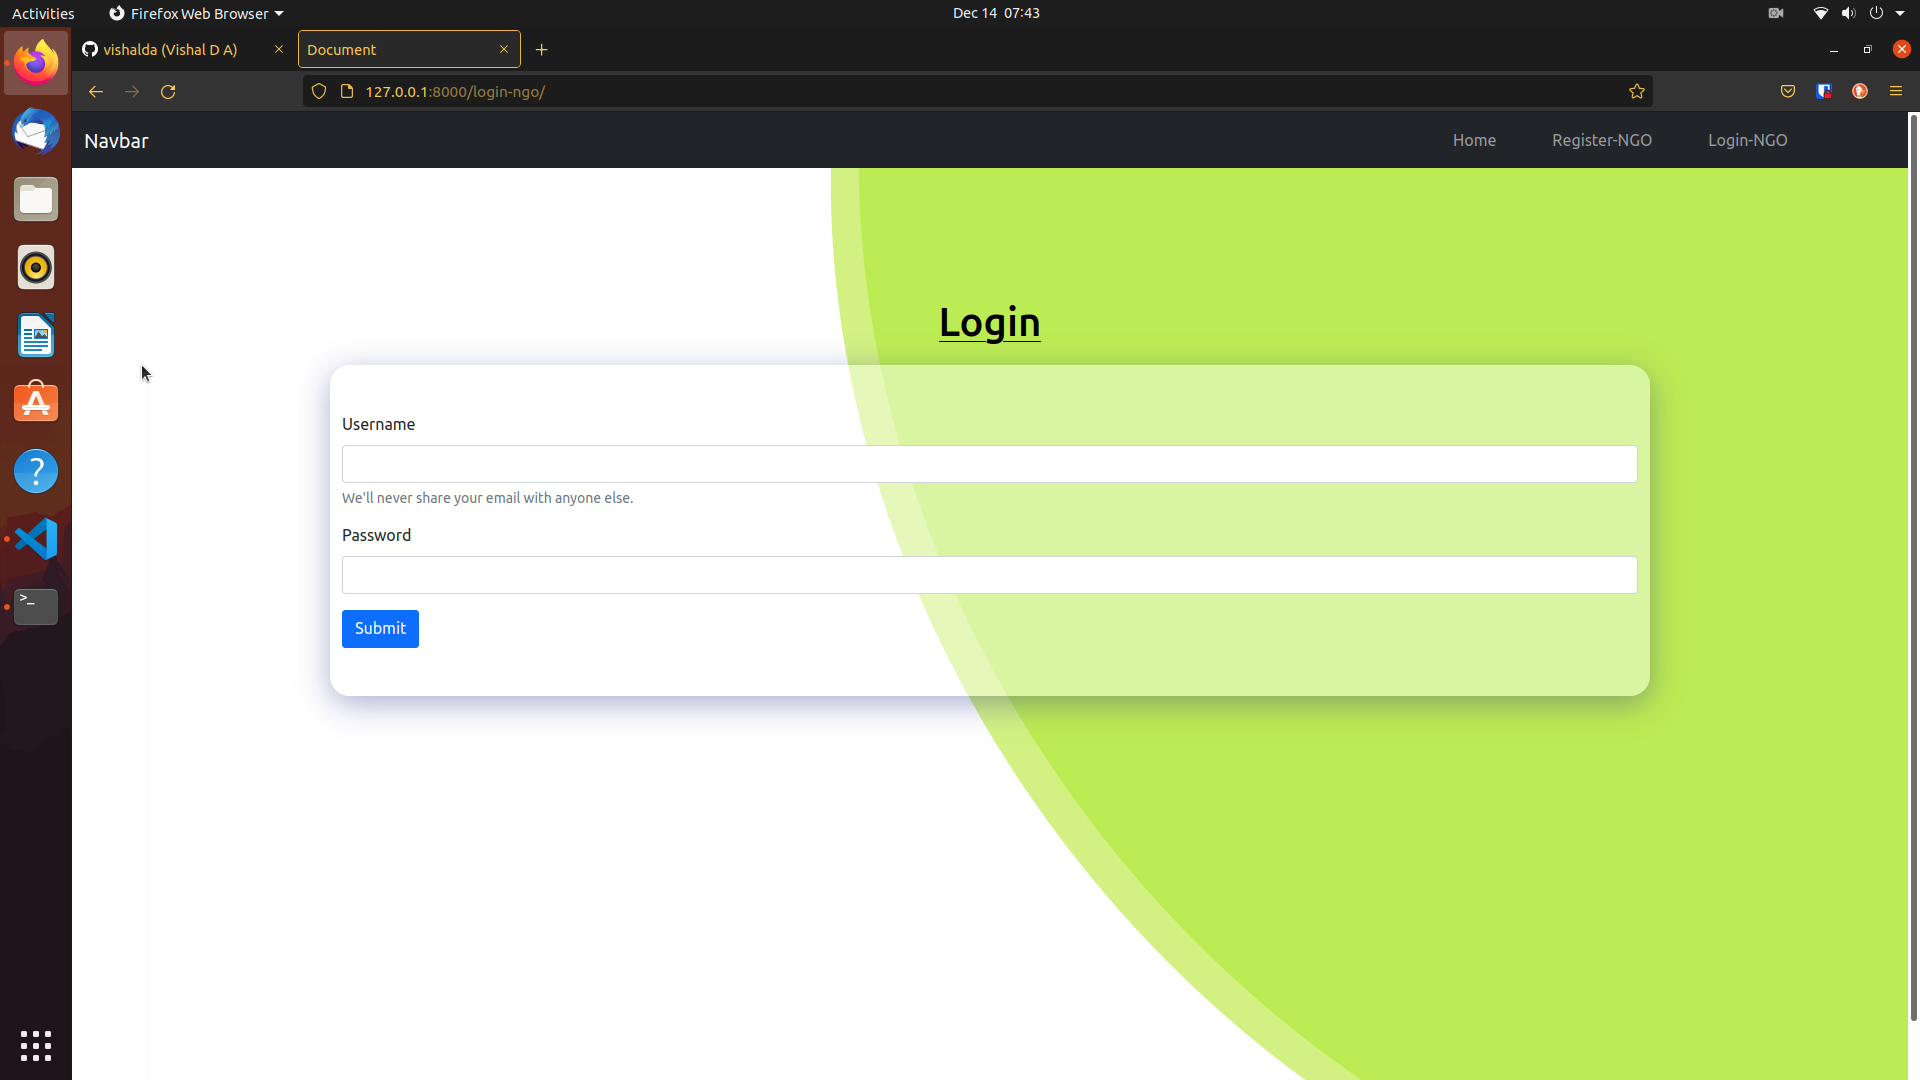 Activities
Firefox Web Browser
Dec 14 07:43
vishalda (Vishal D A)
Document
127.0.0.1:8000/login-ngo/
Navbar
Home
Register-NGO
Login-NGO
Login
Username
We'll never share your email with anyone else.
Password
Submit